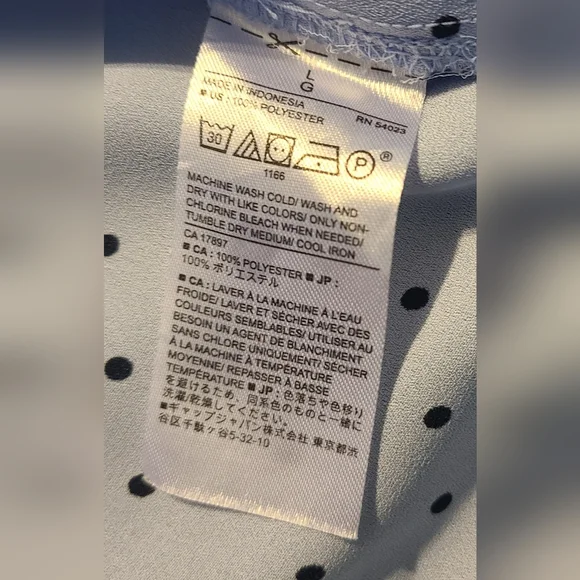 L
G
MADE IN INDONESIA
■ US : 100% POLYESTER
RN 54023
30
P ®
1166
MACHINE WASH COLD/ WASH AND
DRY WITH LIKE COLORS/ ONLY NON-
CHLORINE BLEACH WHEN NEEDED/
TUMBLE DRY MEDIUM/ COOL IRON
CA 17897
■ CA : 100% POLYESTER ■ JP :
100% ポリエステル
■ CA : LAVER À LA MACHINE À L'EAU
FROIDE/ LAVER ET SÉCHER AVEC DES
COULEURS SEMBLABLES/ UTILISER AU
BESOIN UN AGENT DE BLANCHIMENT
SANS CHLORE UNIQUEMENT/ SÉCHER
À LA MACHINE À TEMPÉRATURE
MOYENNE/ REPASSER À BASSE
TEMPÉRATURE ■ JP : 色落ちや色移り
を避けるため、同系色のものと一緒に
洗濯/乾燥してください。
■ギャップジャパン株式会社 東京都渋
谷区千駄ヶ谷5-32-10